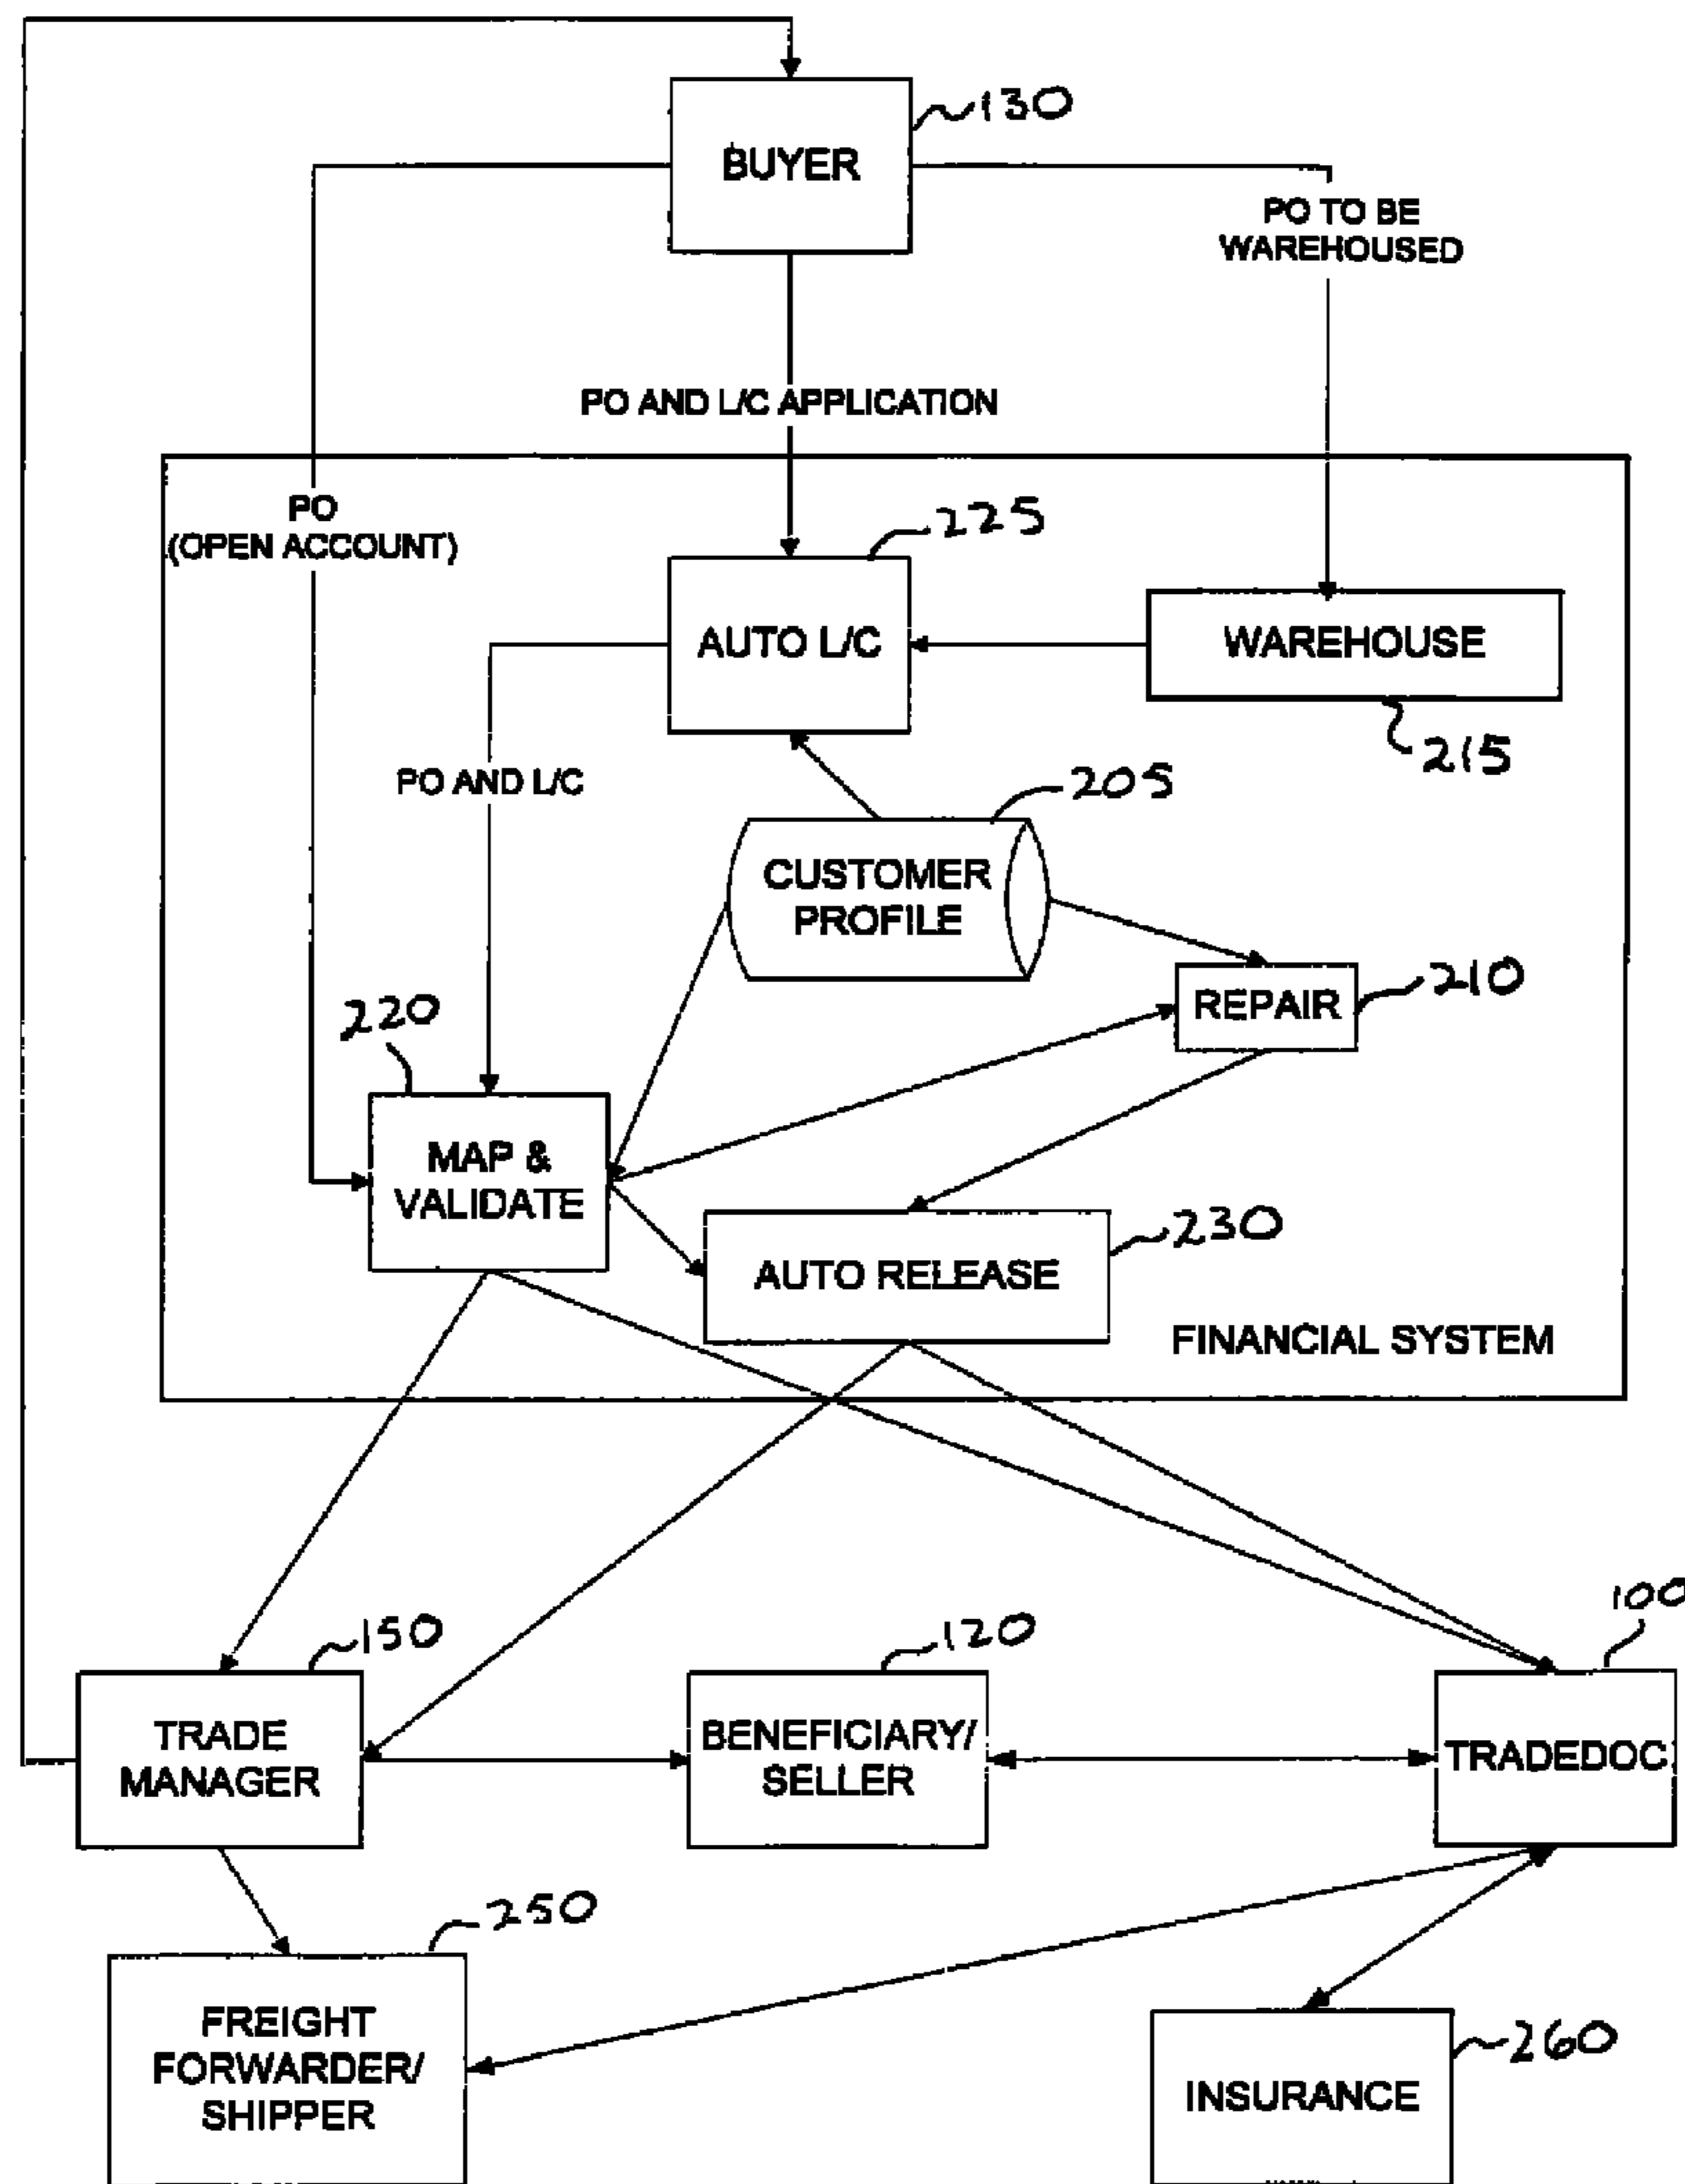 130
BUYER
PO TO BE
WAREHOUSED
PO AND L/C APPLICATION
PO
(OPEN ACCOUNT)
225
AUTO L/C
WAREHOUSE
215
PO AND L/C
205
CUSTOMER
PROFILE
REPAIR
210
220
MAP &
VALIDATE
230
AUTO RELEASE
FINANCIAL SYSTEM
150
120
100
TRADE
MANAGER
BENEFICIARY/
SELLER
TRADEDOC
250
FREIGHT
FORWARDER/
SHIPPER
260
INSURANCE